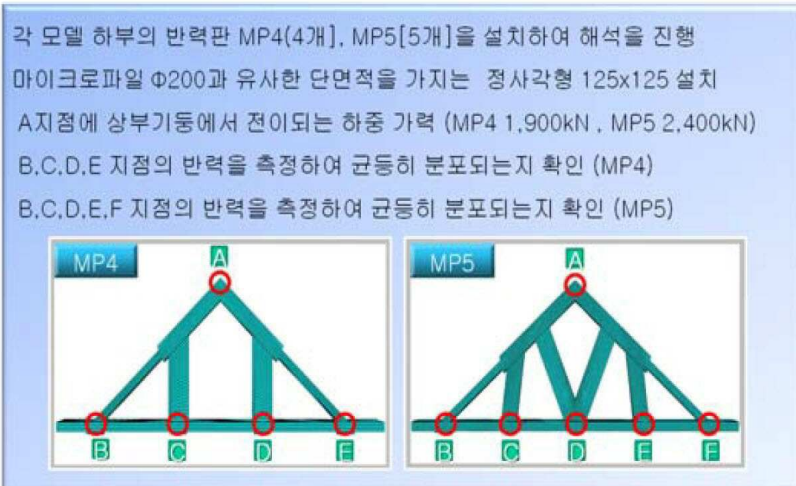 각 모델 하부의 반력판 MP4(4개), MP5[5개]을 설치하여 해석을 진행
마이크로파일 Φ200과 유사한 단면적을 가지는 정사각형 125x125 설치
A지점에 상부기둥에서 전이되는 하중 가력 (MP4 1,900kN , MP5 2,400kN)
B.C.D.E 지점의 반력을 측정하여 균등히 분포되는지 확인 (MP4)
B.C.D.E.F 지점의 반력을 측정하여 균등히 분포되는지 확인 (MP5)
MP4
A
B C D E
MP5
A
B C D E F